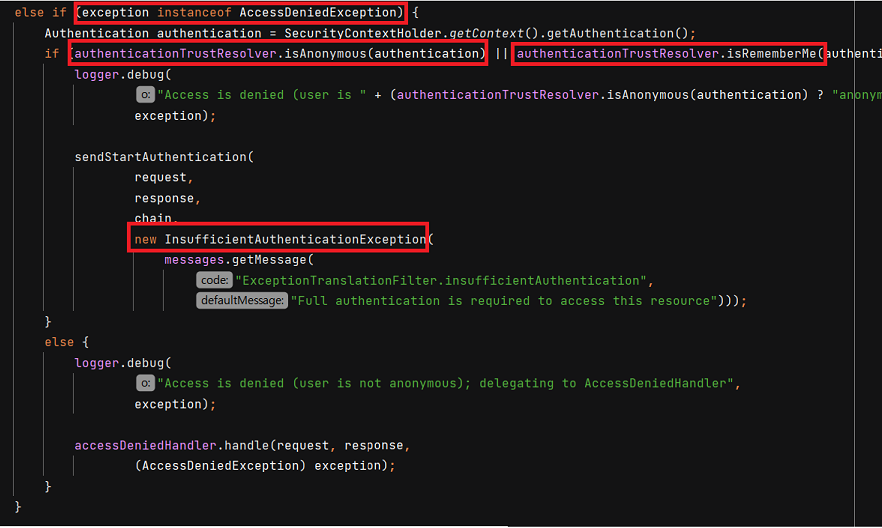 else if (exception instanceof AccessDeniedException) {
Authentication authentication = SecurityContextHolder.getContext().getAuthentication();
if (authenticationTrustResolver.isAnonymous(authentication) || authenticationTrustResolver.isRememberMe(authenti
logger.debug(
o: "Access is denied (user is " + (authenticationTrustResolver.isAnonymous(authentication) ? "anonym
exception);
sendStartAuthentication(
request,
response,
chain,
new InsufficientAuthenticationException(
messages.getMessage(
code: "ExceptionTranslationFilter.insufficientAuthentication",
defaultMessage: "Full authentication is required to access this resource")));
}
else {
logger.debug(
o: "Access is denied (user is not anonymous); delegating to AccessDeniedHandler",
exception);
accessDeniedHandler.handle(request, response,
(AccessDeniedException) exception);
}
}